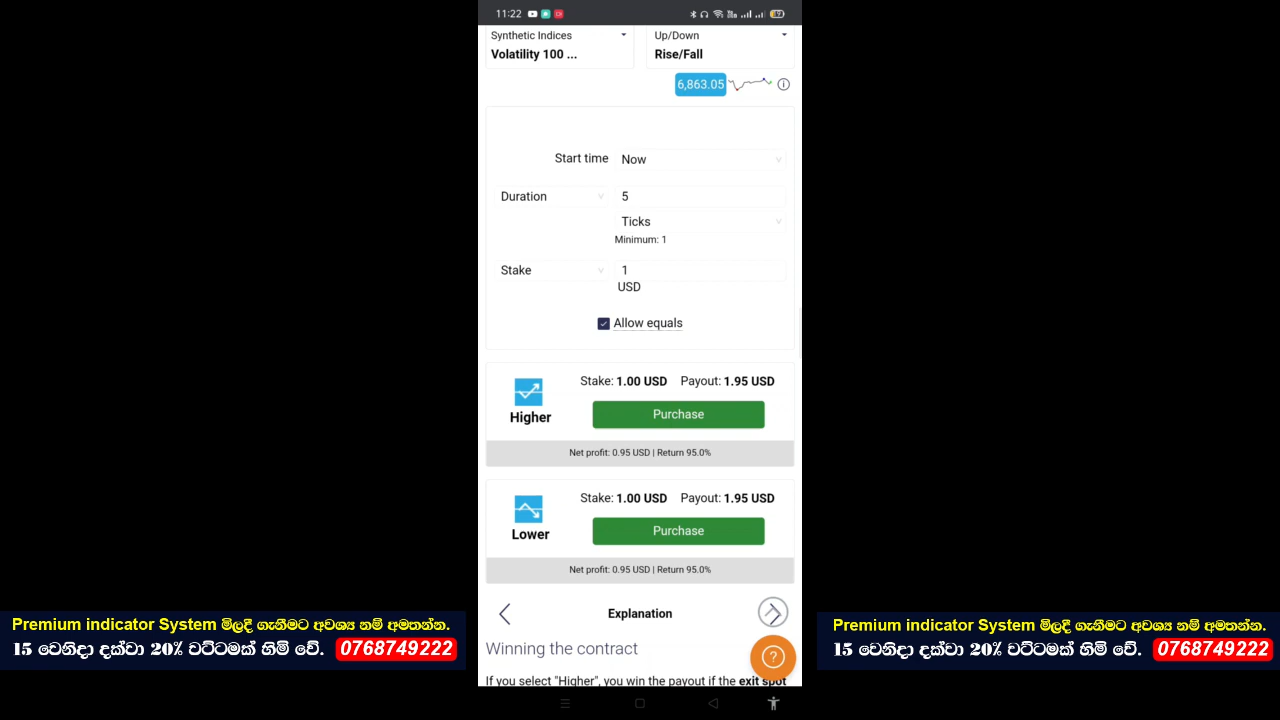 11:22
Synthetic Indices
Volatility 100 ...
Up/Down
Rise/Fall
6,863.05
Start time
Now
Duration
5
Ticks
Minimum: 1
Stake
1
USD
Allow equals
Higher
Stake: 1.00 USD Payout: 1.95 USD
Purchase
Net profit: 0.95 USD | Return 95.0%
Lower
Stake: 1.00 USD Payout: 1.95 USD
Purchase
Net profit: 0.95 USD | Return 95.0%
Explanation
Winning the contract
If you select "Higher", you win the payout if the exit spot
Premium indicator System මිලදී ගැනීමට අවශ්‍ය නම් අමතන්න.
15 වෙනිදා දක්වා 20% වට්ටමක් හිමි වේ. 0768749222
Premium indicator System මිලදී ගැනීමට අවශ්‍ය නම් අමතන්න.
15 වෙනිදා දක්වා 20% වට්ටමක් හිමි වේ. 0768749222